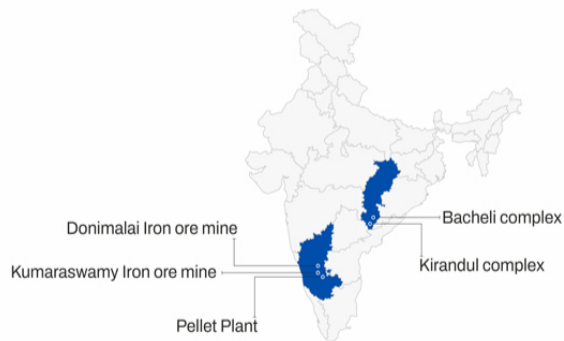 Bacheli complex
Donimalai Iron ore mine
Kirandul complex
Kumaraswamy Iron ore mine
Pellet Plant